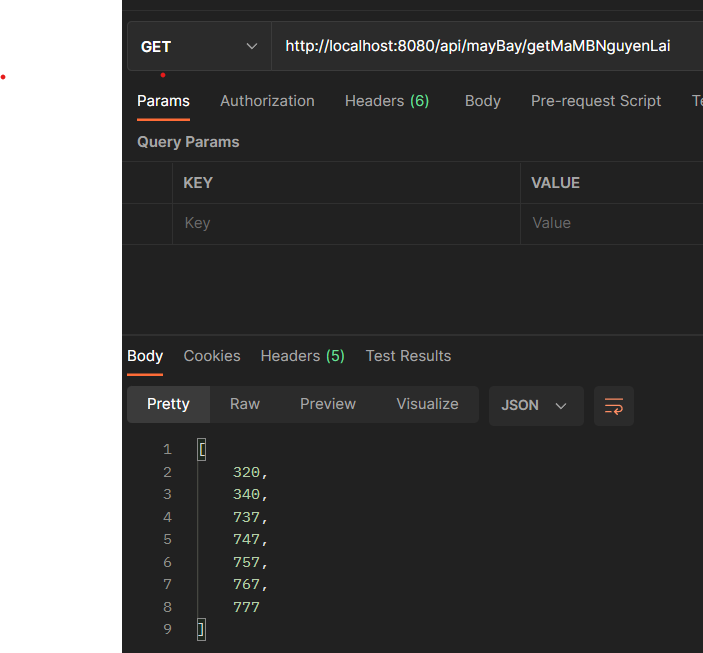 GET http://localhost:8080/api/mayBay/getMaMBNguyenLai
Params Authorization Headers (6) Body Pre-request Script
Query Params
KEY VALUE
Key Value
Body Cookies Headers (5) Test Results
Pretty Raw Preview Visualize JSON
1 [
2 320,
3 340,
4 737,
5 747,
6 757,
7 767,
8 777
9 ]